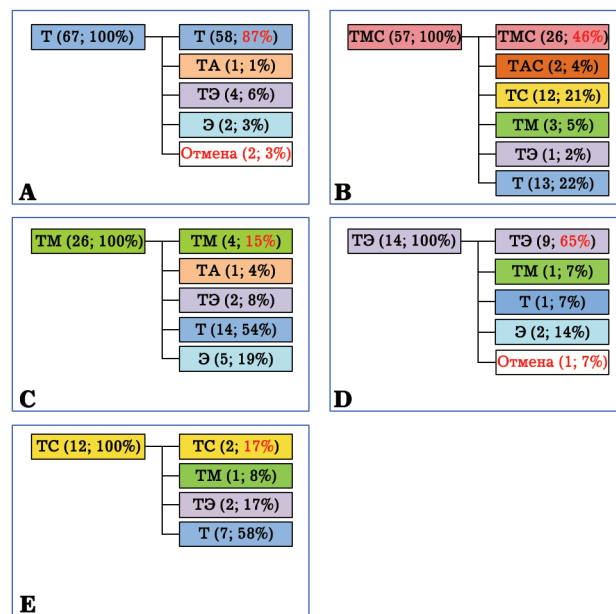 Т (67; 100%)
Т (58; 87%)
ТА (1; 1%)
ТЭ (4; 6%)
Э (2; 3%)
Отмена (2; 3%)
A
ТМС (57; 100%)
ТМС (26; 46%)
ТАС (2; 4%)
ТС (12; 21%)
ТМ (3; 5%)
ТЭ (1; 2%)
Т (13; 22%)
B
ТМ (26; 100%)
ТМ (4; 15%)
ТА (1; 4%)
ТЭ (2; 8%)
Т (14; 54%)
Э (5; 19%)
C
ТЭ (14; 100%)
ТЭ (9; 65%)
ТМ (1; 7%)
Т (1; 7%)
Э (2; 14%)
Отмена (1; 7%)
D
ТС (12; 100%)
ТС (2; 17%)
ТМ (1; 8%)
ТЭ (2; 17%)
Т (7; 58%)
E